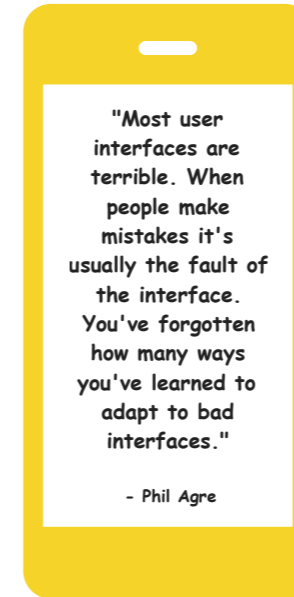 "Most user
interfaces are
terrible. When
people make
mistakes it's
usually the fault of
the interface.
You've forgotten
how many ways
you've learned to
adapt to bad
interfaces."
- Phil Agre